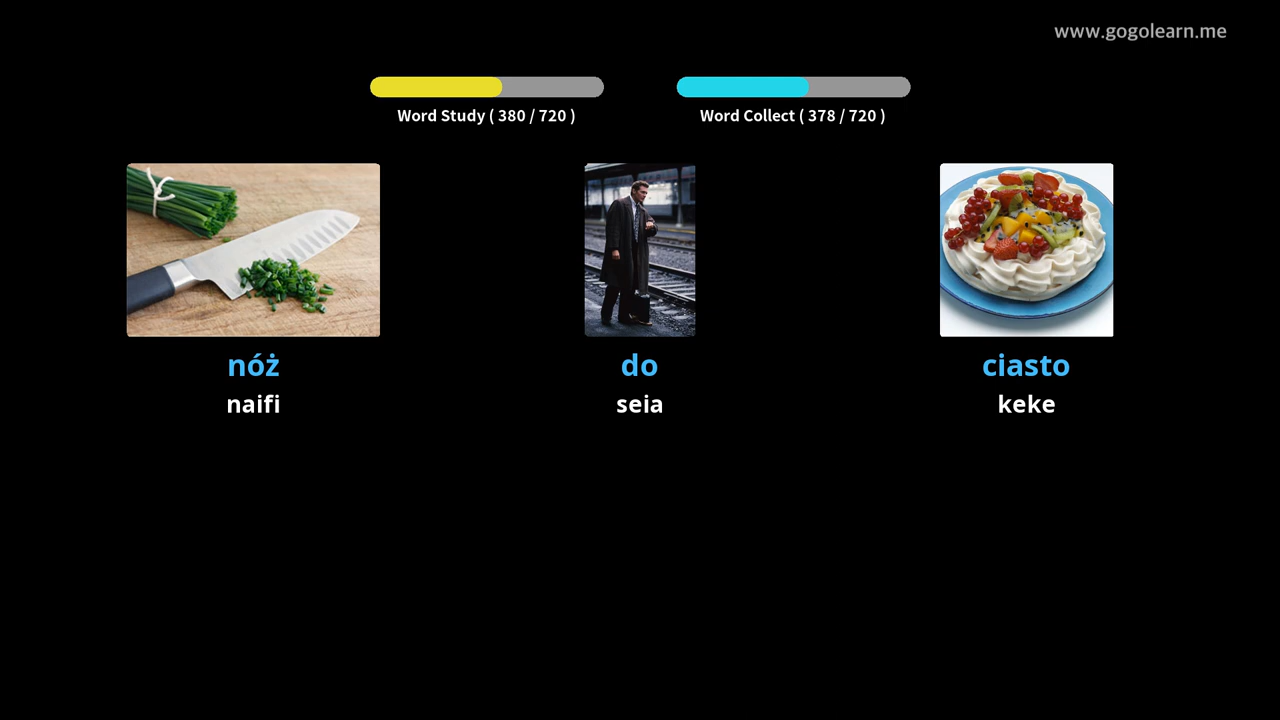 www.gogolearn.me
Word Study ( 380 / 720 )
Word Collect ( 378 / 720 )
nóż
do
ciasto
naifi
seia
keke